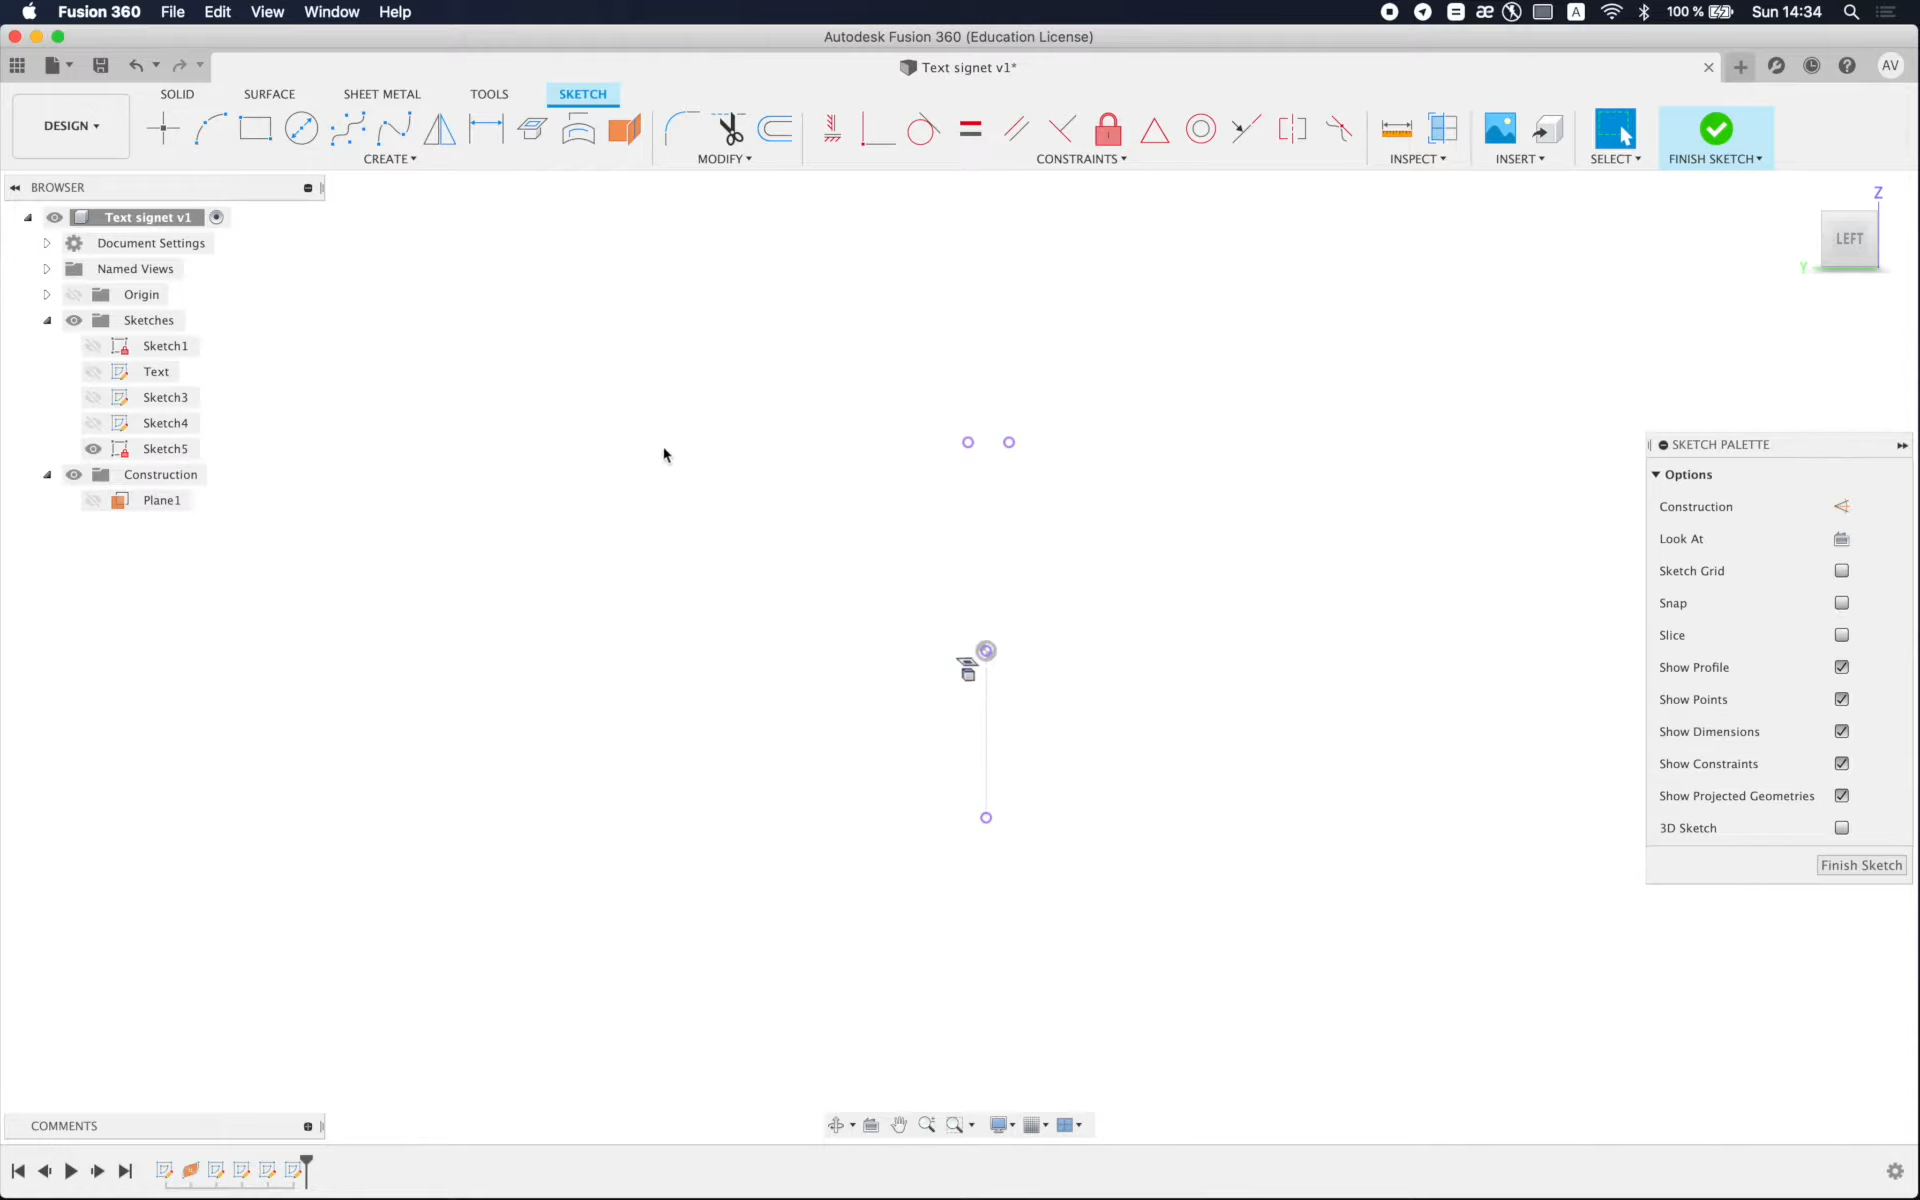 Fusion 360 File Edit View Window Help
æ A 100 % Sun 14:34
Autodesk Fusion 360 (Education License)
Text signet v1*
AV
SOLID SURFACE SHEET METAL TOOLS SKETCH
DESIGN ▾
CREATE ▾ MODIFY ▾ CONSTRAINTS ▾ INSPECT ▾ INSERT ▾ SELECT ▾ FINISH SKETCH ▾
BROWSER
Text signet v1
Document Settings
Named Views
Origin
Sketches
Sketch1
Text
Sketch3
Sketch4
Sketch5
Construction
Plane1
Z
LEFT
Y
SKETCH PALETTE
Options
Construction
Look At
Sketch Grid
Snap
Slice
Show Profile
Show Points
Show Dimensions
Show Constraints
Show Projected Geometries
3D Sketch
Finish Sketch
COMMENTS